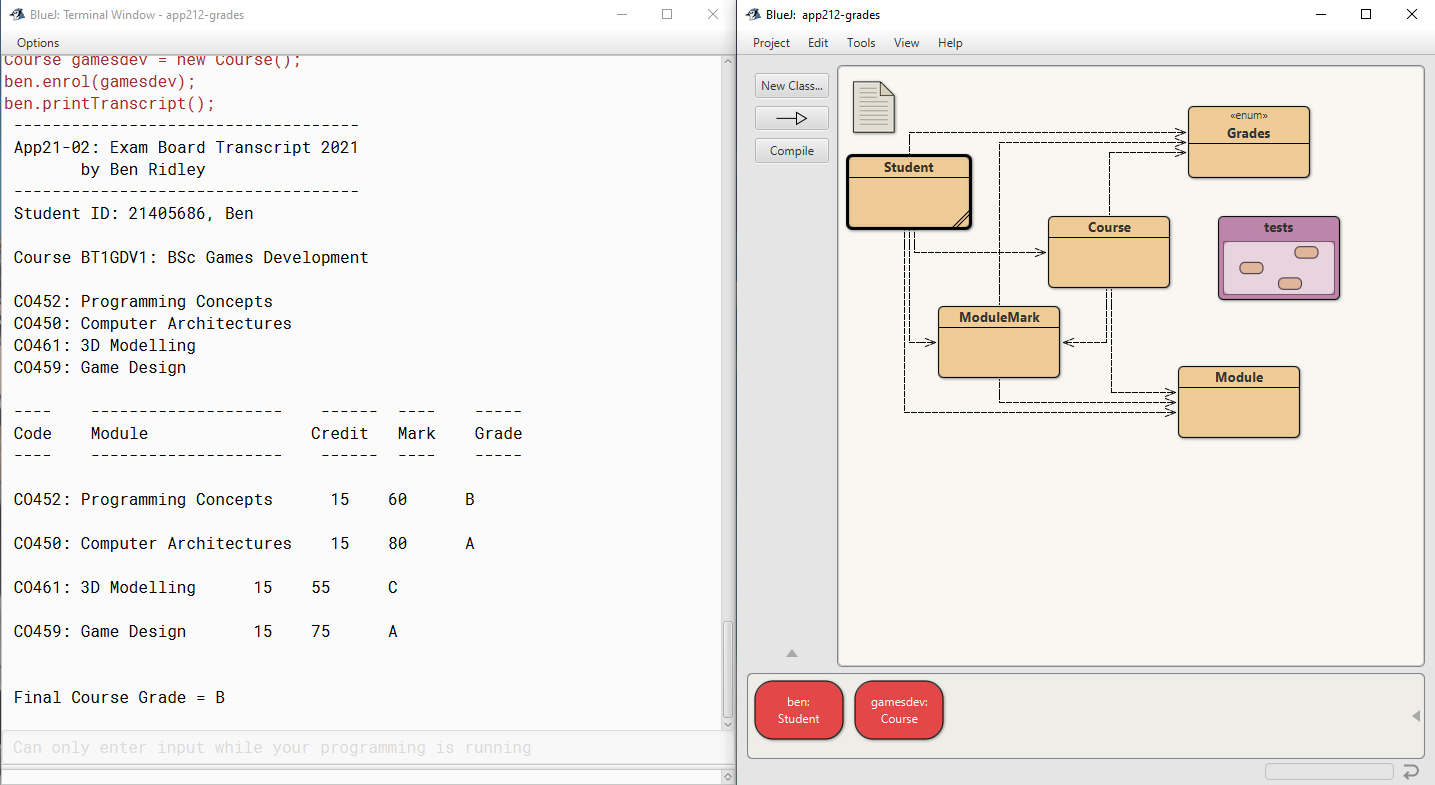 BlueJ: Terminal Window - app212-grades
Options
Course gamesdev = new Course();
ben.enrol(gamesdev);
ben.printTranscript();
------------------------------------
App21-02: Exam Board Transcript 2021
by Ben Ridley
------------------------------------
Student ID: 21405686, Ben
Course BT1GDV1: BSc Games Development
CO452: Programming Concepts
CO450: Computer Architectures
CO461: 3D Modelling
CO459: Game Design
----    --------------------    ------  ----    -----
Code    Module                 Credit   Mark    Grade
----    --------------------    ------  ----    -----
CO452: Programming Concepts      15    60      B
CO450: Computer Architectures    15    80      A
CO461: 3D Modelling      15    55      C
CO459: Game Design       15    75      A
Final Course Grade = B
Can only enter input while your programming is running
BlueJ: app212-grades
Project Edit Tools View Help
New Class...
Compile
«enum»
Grades
Student
Course
tests
ModuleMark
Module
ben:
Student
gamesdev:
Course